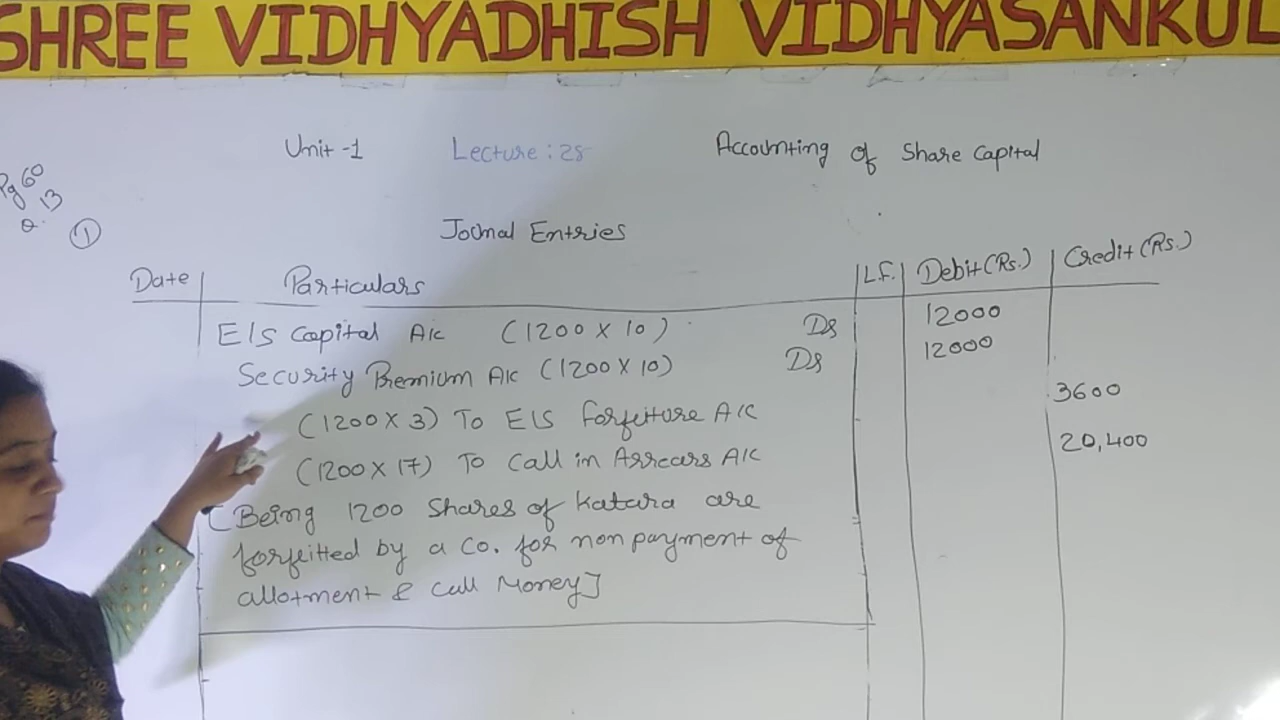 SHREE VIDHYADHISH VIDHYASANKUL
Unit-1 Lecture: 28 Accounting of Share Capital
Pg 60
Q. 13
1
Journal Entries
Date Particulars L.F. Debit (Rs.) Credit (Rs.)
E/S Capital A/c (1200 X 10) Dr 12000
Security Premium A/c (1200 X 10) Dr 12000
(1200 X 3) To E/S Forfeiture A/c 3600
(1200 X 17) To Call in Arrears A/c 20,400
[Being 1200 Shares of Katara are
forfeitted by a Co. for non payment of
allotment & Call Money]